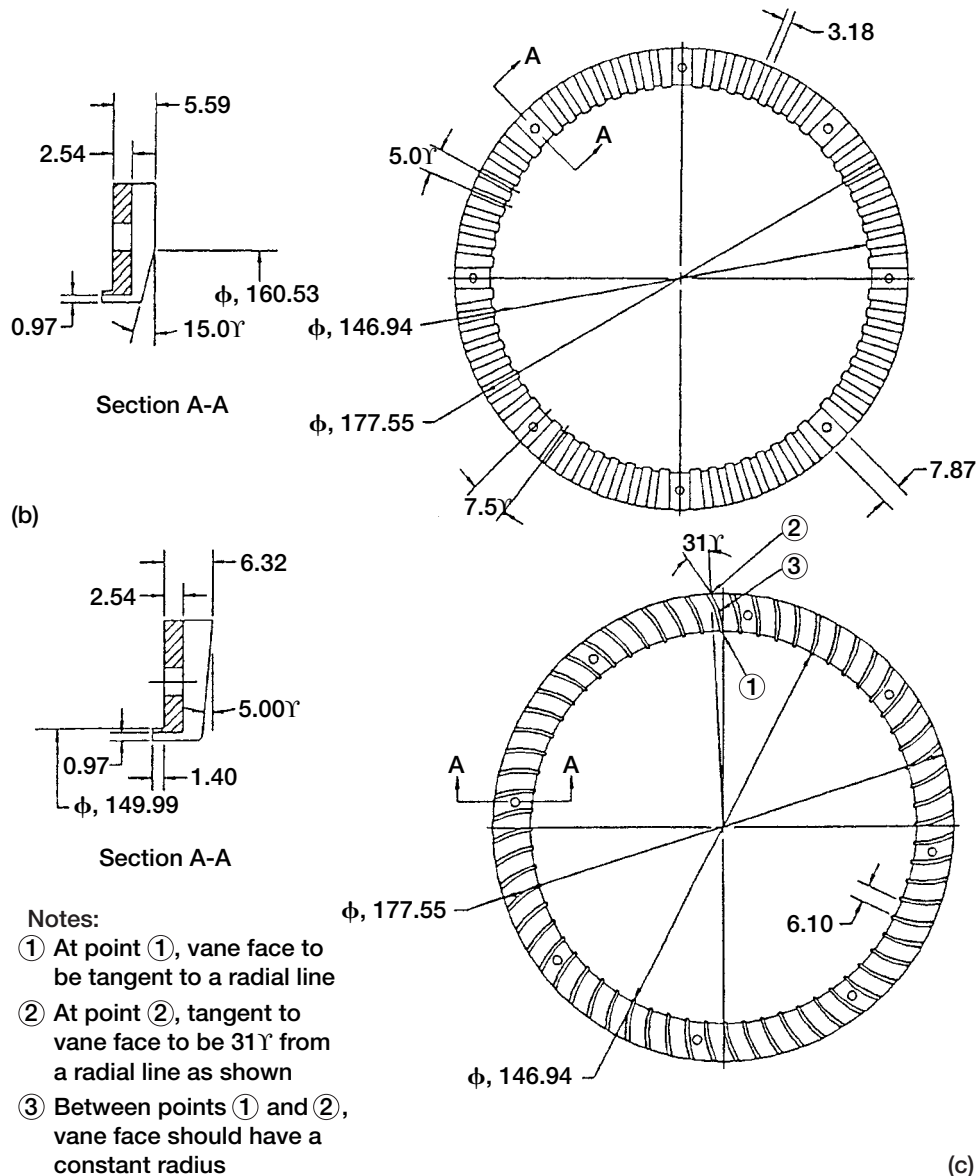 5.59
2.54
ϕ, 160.53
0.97
15.0ϒ
Section A-A
3.18
A
A
5.0ϒ
ϕ, 146.94
ϕ, 177.55
7.5ϒ
7.87
(b)
6.32
2.54
5.00ϒ
0.97
1.40
ϕ, 149.99
Section A-A
31ϒ
2
3
1
A
A
ϕ, 177.55
6.10
ϕ, 146.94
Notes:
① At point ①, vane face to
be tangent to a radial line
② At point ②, tangent to
vane face to be 31ϒ from
a radial line as shown
③ Between points ① and ②,
vane face should have a
constant radius
(c)